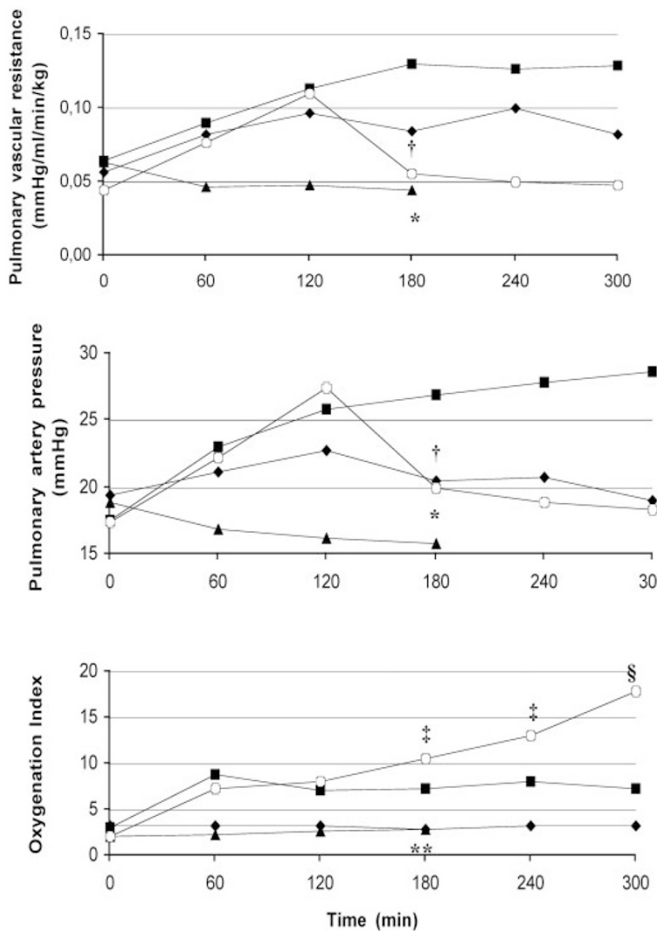 Pulmonary vascular resistance
(mmHg/ml/min/kg)
0,15
0,10
0,05
0,00
†
*
0 60 120 180 240 300
Pulmonary artery pressure
(mmHg)
30
25
20
15
†
*
0 60 120 180 240 30
Oxygenation Index
20
15
10
5
0
‡
‡
§
**
0 60 120 180 240 300
Time (min)